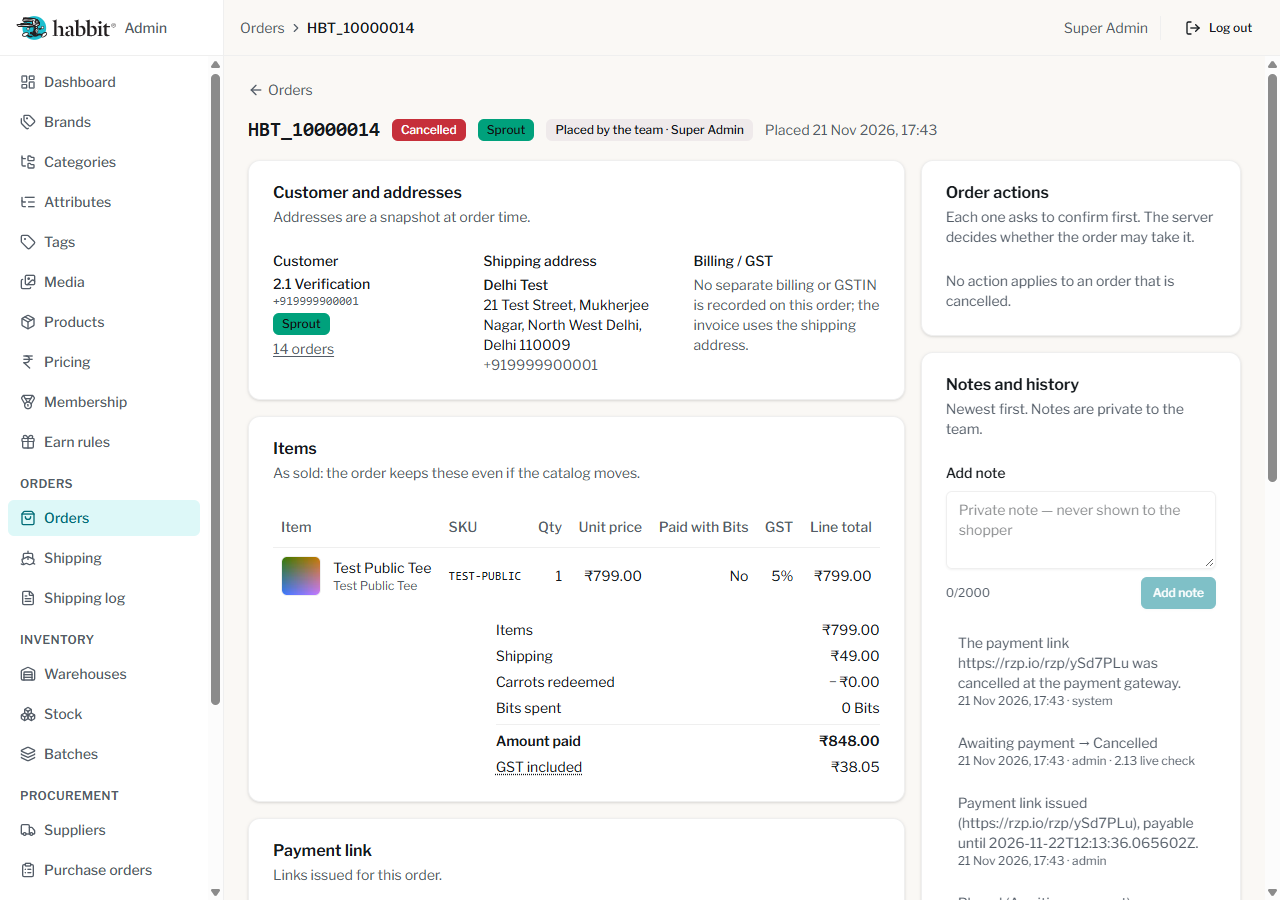 habbit® Admin
Orders > HBT_10000014
Super Admin
Log out
Dashboard
Brands
Categories
Attributes
Tags
Media
Products
Pricing
Membership
Earn rules
ORDERS
Orders
Shipping
Shipping log
INVENTORY
Warehouses
Stock
Batches
PROCUREMENT
Suppliers
Purchase orders
← Orders
HBT_10000014 Cancelled Sprout Placed by the team · Super Admin Placed 21 Nov 2026, 17:43
Customer and addresses
Addresses are a snapshot at order time.
Customer
2.1 Verification
+919999900001
Sprout
14 orders
Shipping address
Delhi Test
21 Test Street, Mukherjee
Nagar, North West Delhi,
Delhi 110009
+919999900001
Billing / GST
No separate billing or GSTIN
is recorded on this order; the
invoice uses the shipping
address.
Items
As sold: the order keeps these even if the catalog moves.
Item SKU Qty Unit price Paid with Bits GST Line total
Test Public Tee
Test Public Tee
TEST-PUBLIC 1 ₹799.00 No 5% ₹799.00
Items ₹799.00
Shipping ₹49.00
Carrots redeemed − ₹0.00
Bits spent 0 Bits
Amount paid ₹848.00
GST included ₹38.05
Payment link
Links issued for this order.
Order actions
Each one asks to confirm first. The server
decides whether the order may take it.
No action applies to an order that is
cancelled.
Notes and history
Newest first. Notes are private to the
team.
Add note
Private note — never shown to the
shopper
0/2000
Add note
The payment link
https://rzp.io/rzp/ySd7PLu was
cancelled at the payment gateway.
21 Nov 2026, 17:43 · system
Awaiting payment → Cancelled
21 Nov 2026, 17:43 · admin · 2.13 live check
Payment link issued
(https://rzp.io/rzp/ySd7PLu), payable
until 2026-11-22T12:13:36.065602Z.
21 Nov 2026, 17:43 · admin